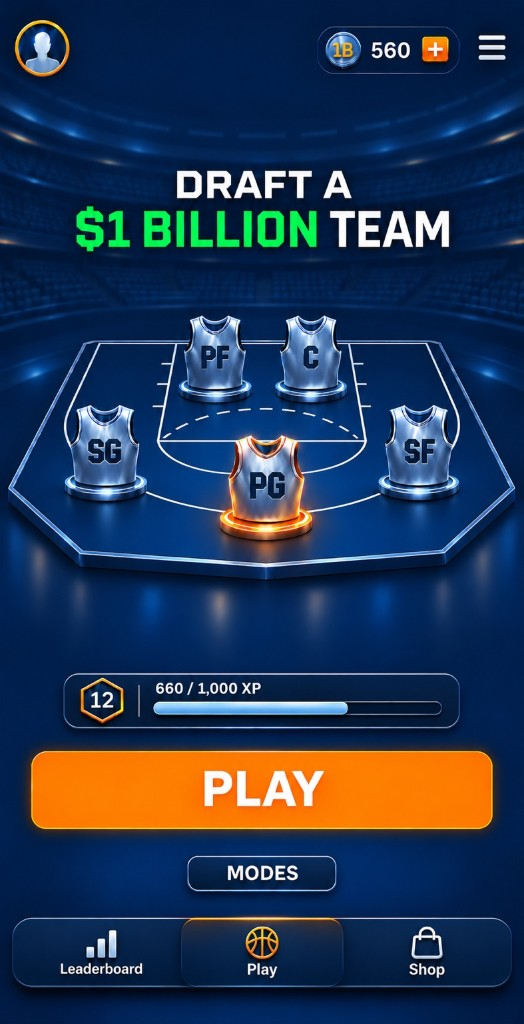 1B 560 +
DRAFT A
$1 BILLION TEAM
PF C
SG SF
PG
12 660 / 1,000 XP
PLAY
MODES
Leaderboard Play Shop